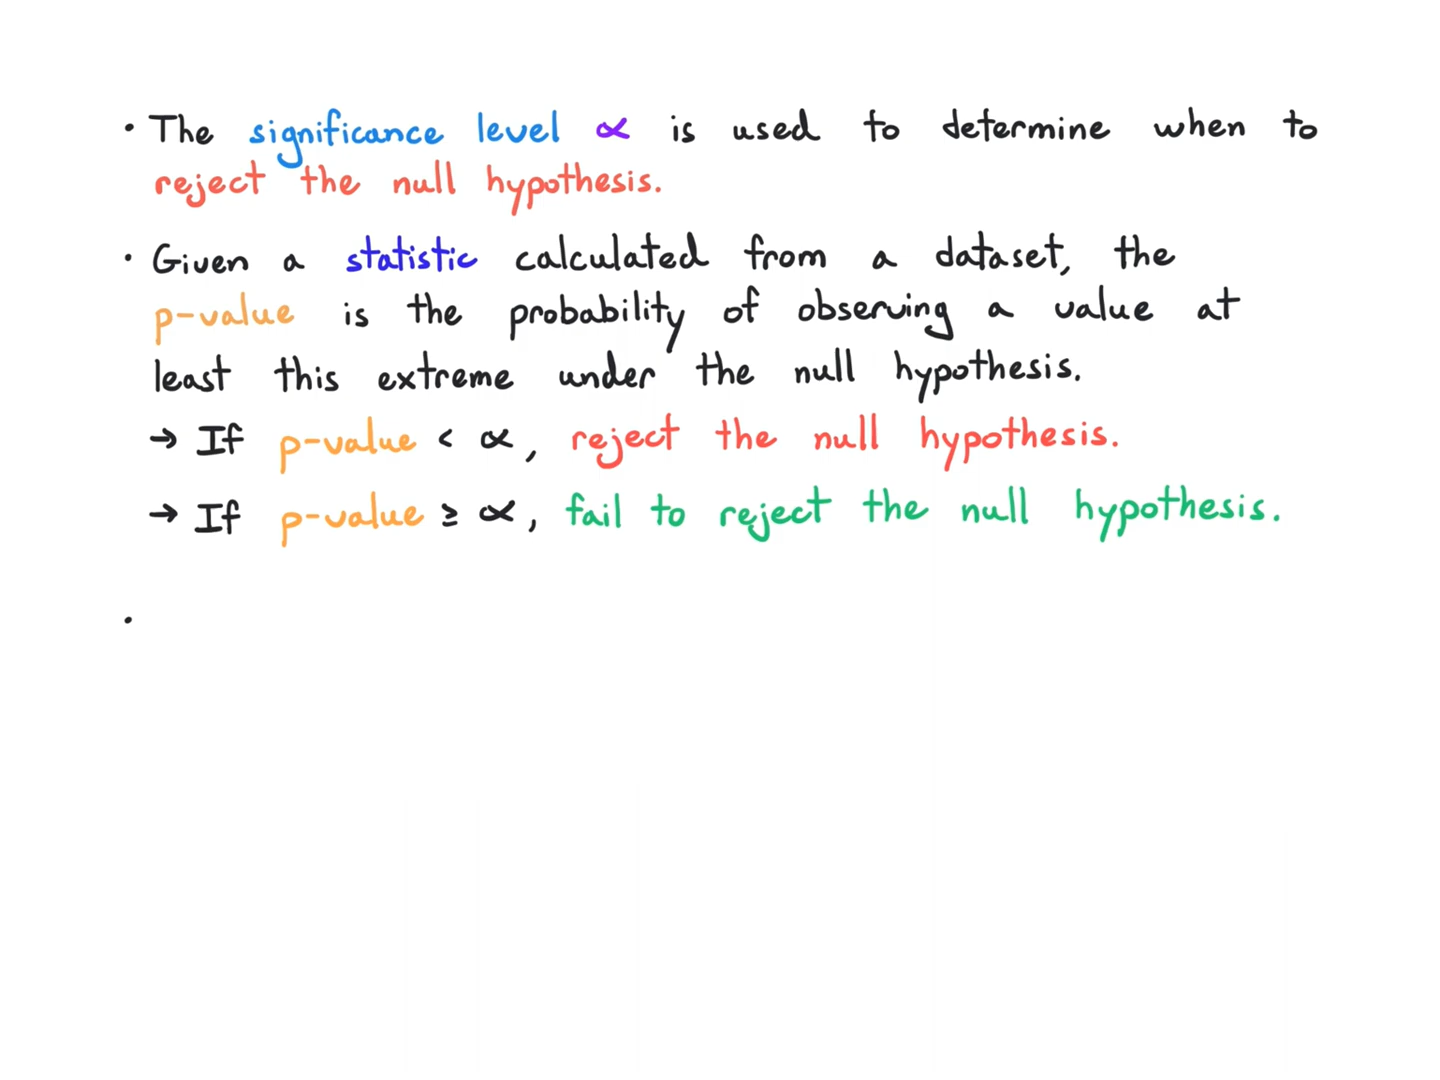 • The significance level α is used to determine when to
reject the null hypothesis.
• Given a statistic calculated from a dataset, the
p-value is the probability of observing a value at
least this extreme under the null hypothesis.
→ If p-value < α, reject the null hypothesis.
→ If p-value ≥ α, fail to reject the null hypothesis.
•